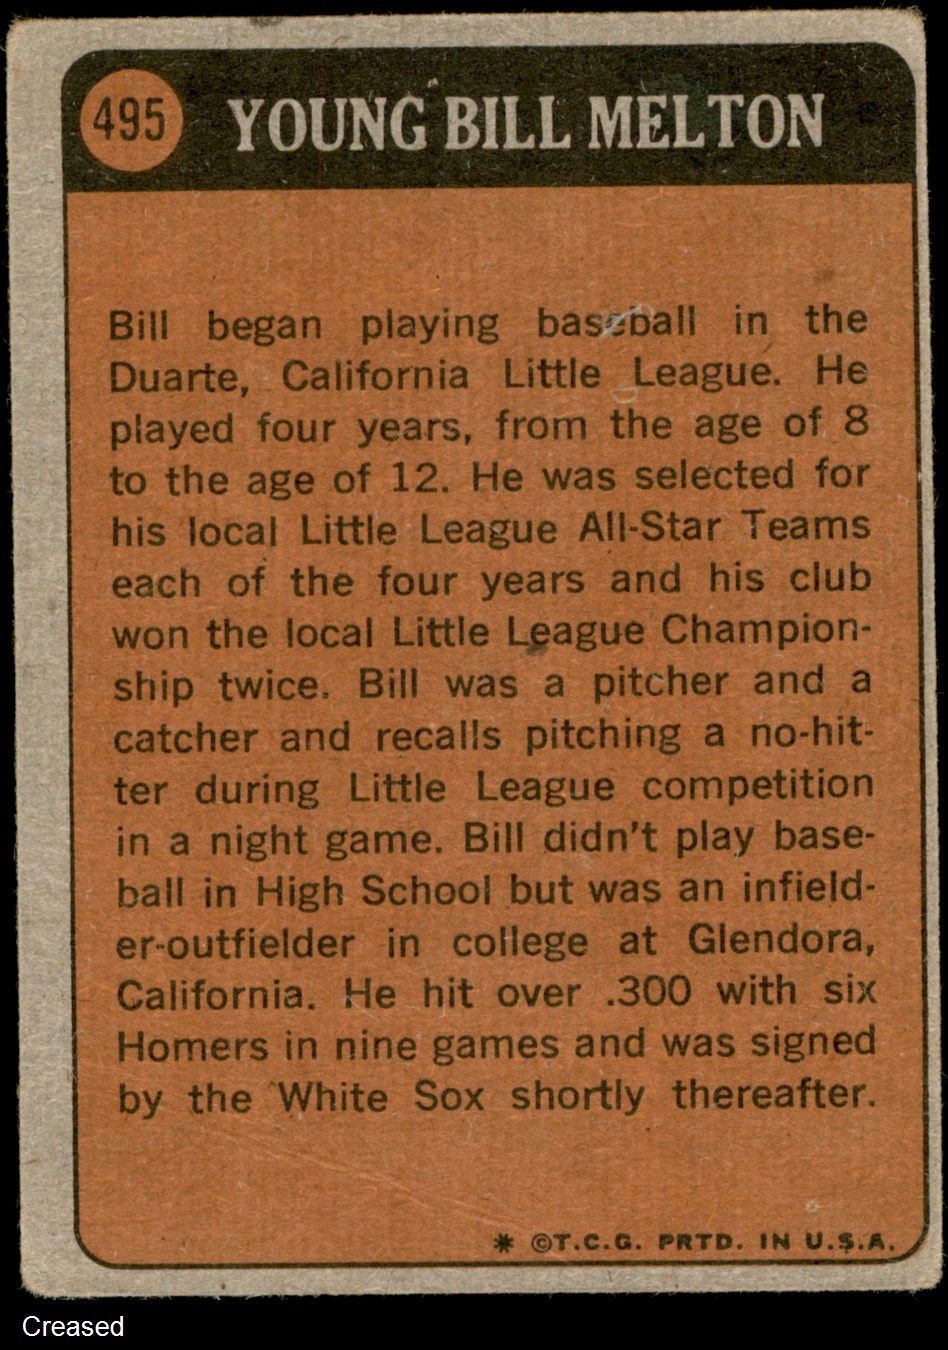 495 YOUNG BILL MELTON
Bill began playing baseball in the
Duarte, California Little League. He
played four years, from the age of 8
to the age of 12. He was selected for
his local Little League All-Star Teams
each of the four years and his club
won the local Little League Champion-
ship twice. Bill was a pitcher and a
catcher and recalls pitching a no-hit-
ter during Little League competition
in a night game. Bill didn't play base-
ball in High School but was an infield-
er-outfielder in college at Glendora,
California. He hit over .300 with six
Homers in nine games and was signed
by the White Sox shortly thereafter.
* ©T.C.G. PRTD. IN U.S.A.
Creased